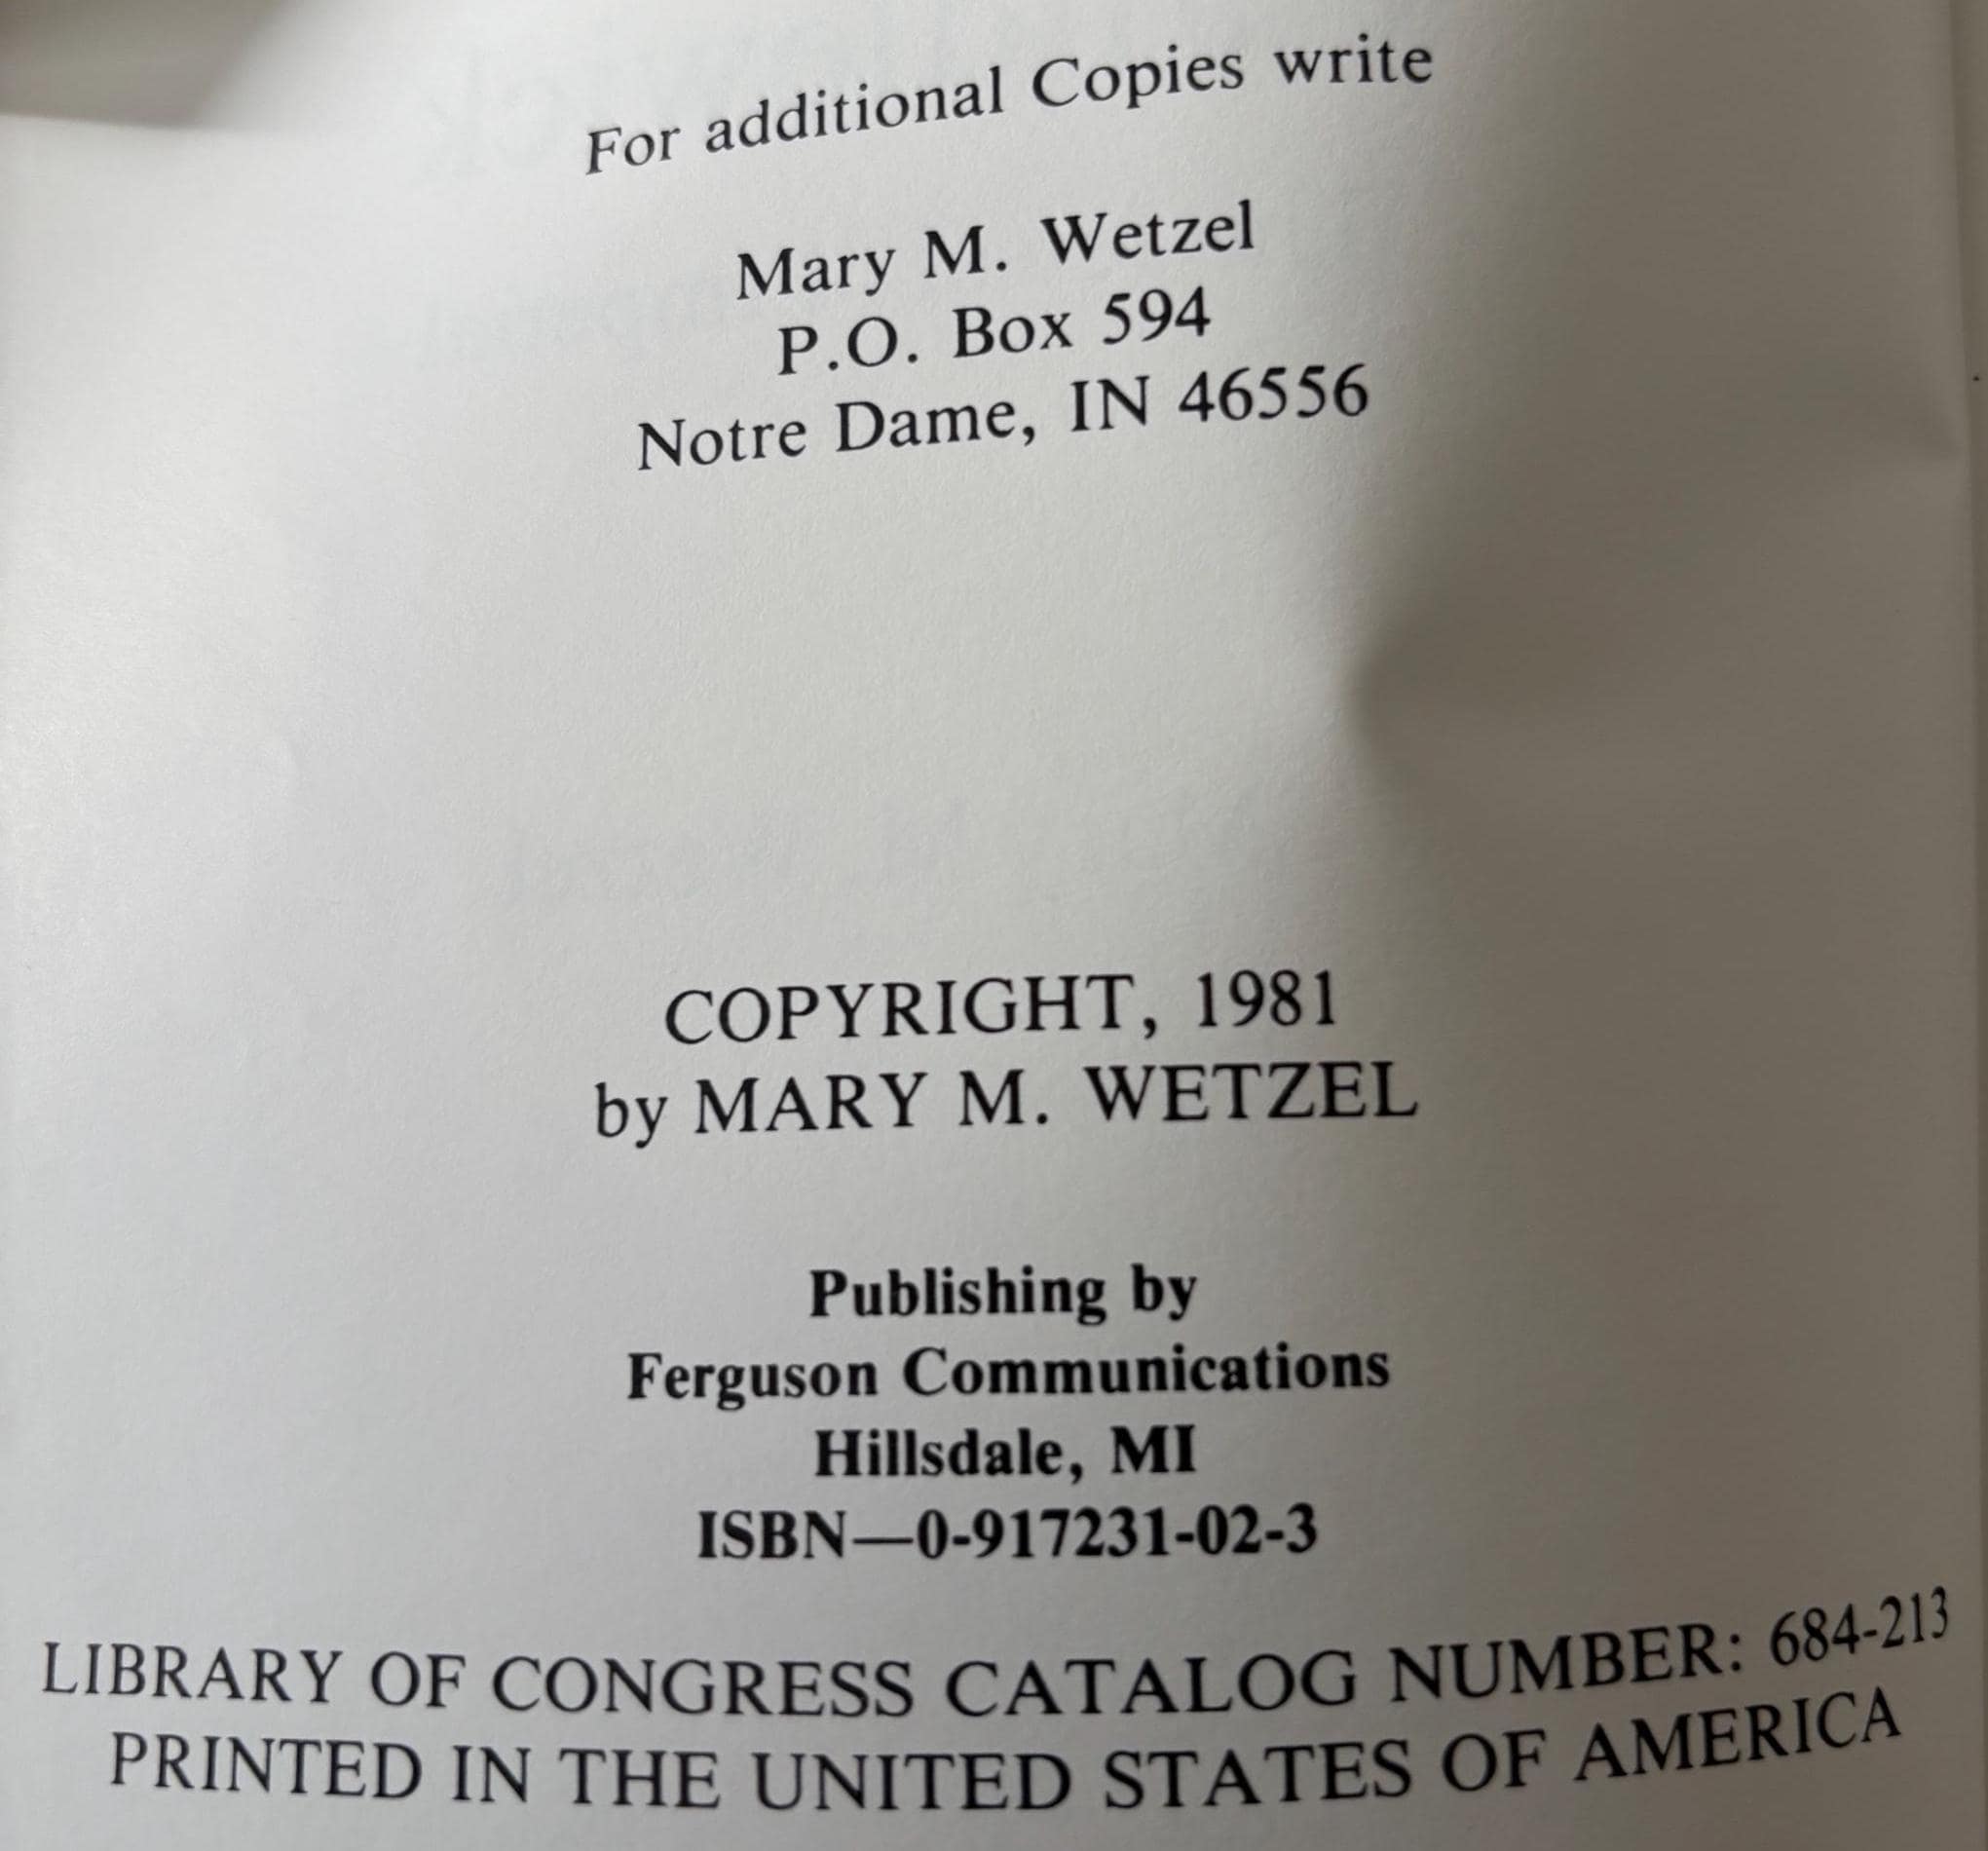 For additional Copies write
Mary M. Wetzel
P.O. Box 594
Notre Dame, IN 46556
COPYRIGHT, 1981
by MARY M. WETZEL
Publishing by
Ferguson Communications
Hillsdale, MI
ISBN—0-917231-02-3
LIBRARY OF CONGRESS CATALOG NUMBER: 684-213
PRINTED IN THE UNITED STATES OF AMERICA